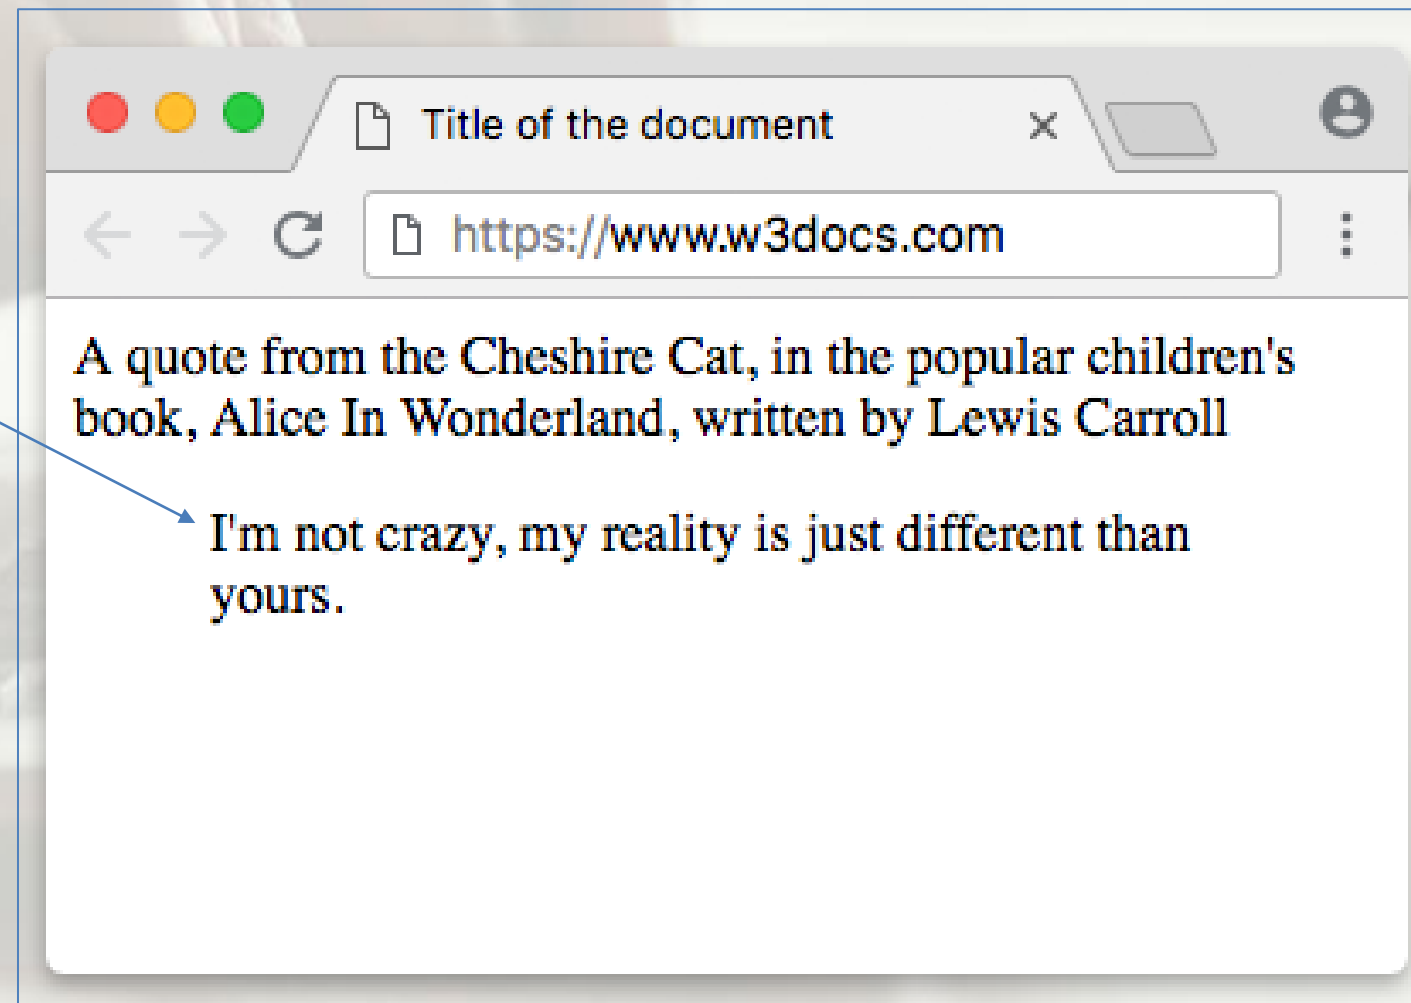 Title of the document
https://www.w3docs.com
A quote from the Cheshire Cat, in the popular children's
book, Alice In Wonderland, written by Lewis Carroll
I'm not crazy, my reality is just different than
yours.